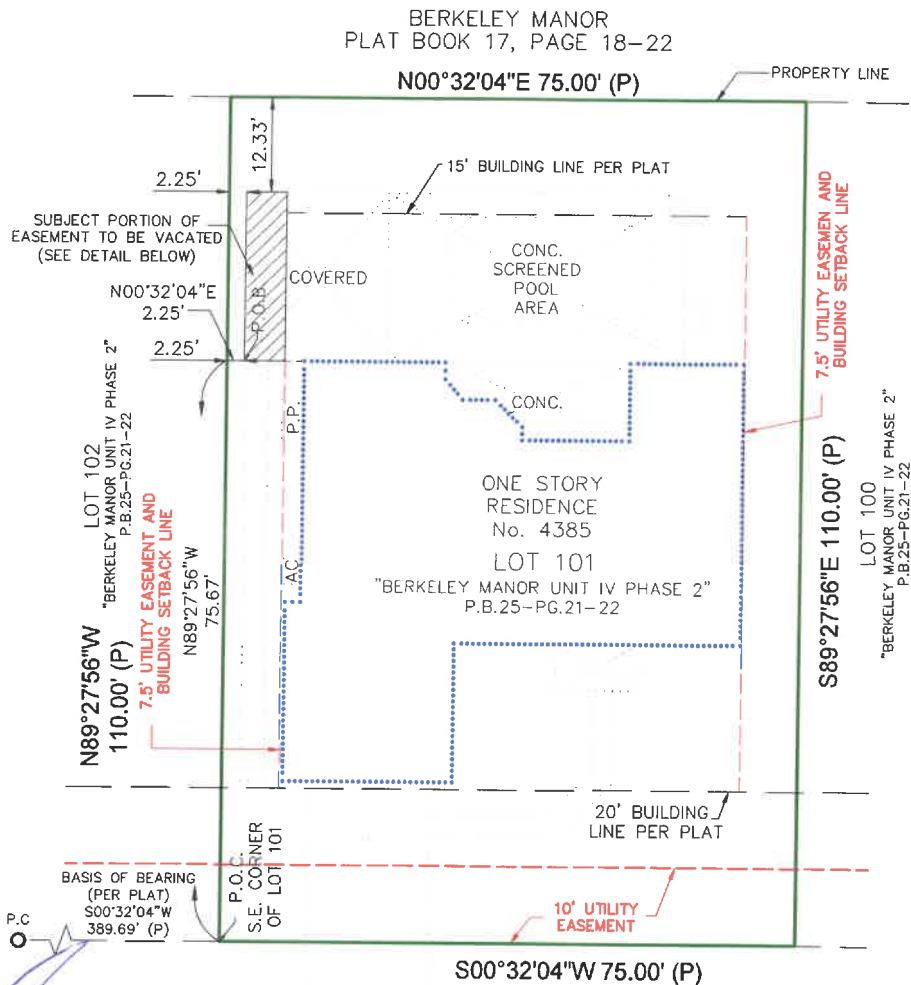 BERKELEY MANOR
PLAT BOOK 17, PAGE 18-22
N00°32'04"E 75.00' (P)
PROPERTY LINE
12.33'
2.25'
15' BUILDING LINE PER PLAT
SUBJECT PORTION OF
EASEMENT TO BE VACATED
(SEE DETAIL BELOW)
COVERED
CONC.
SCREENED
POOL
AREA
N00°32'04"E
2.25'
P.O.B
2.25'
7.5' UTILITY EASEMEN AND
BUILDING SETBACK LINE
P.P.
CONC.
LOT 102
"BERKELEY MANOR UNIT IV PHASE 2"
P.B.25-PG.21-22
ONE STORY
RESIDENCE
No. 4385
LOT 101
"BERKELEY MANOR UNIT IV PHASE 2"
P.B.25-PG.21-22
AC
N89°27'56"W
75.67'
N89°27'56"W
110.00' (P)
7.5' UTILITY EASEMENT AND
BUILDING SETBACK LINE
S89°27'56"E 110.00' (P)
LOT 100
"BERKELEY MANOR UNIT IV PHASE 2"
P.B.25-PG.21-22
20' BUILDING
LINE PER PLAT
P.O.C.
S.E. CORNER
OF LOT 101
BASIS OF BEARING
(PER PLAT)
S00°32'04"W
389.69' (P)
P.C
10' UTILITY
EASEMENT
S00°32'04"W 75.00' (P)